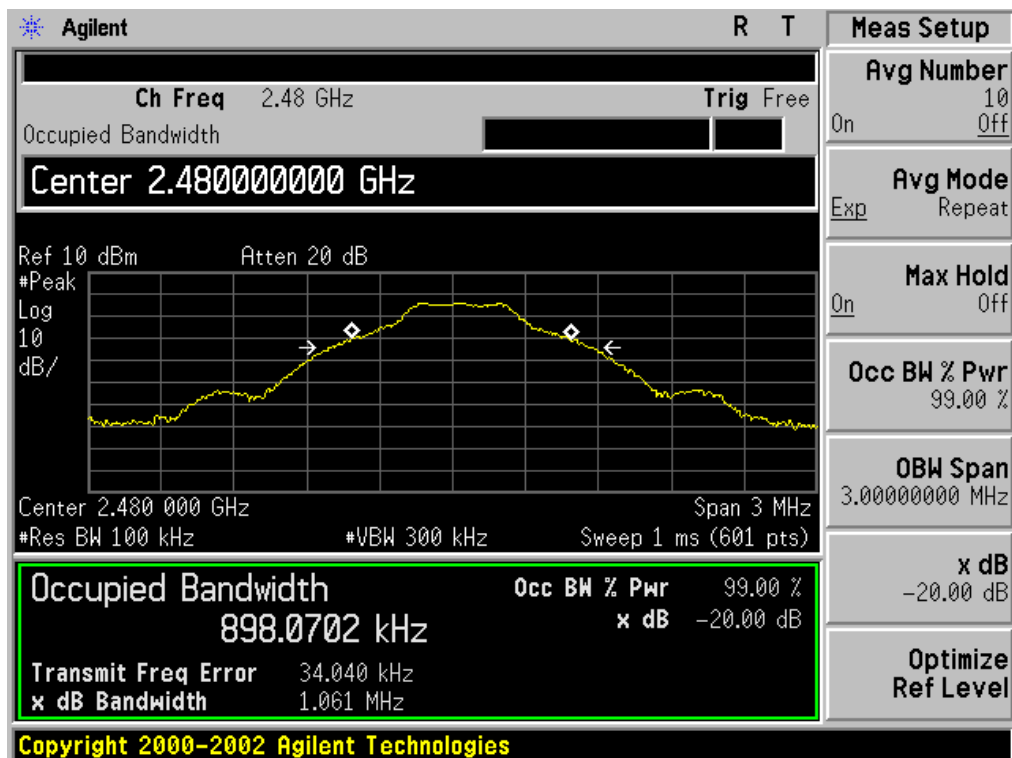 Agilent R T
Ch Freq 2.48 GHz Trig Free
Occupied Bandwidth
Center 2.480000000 GHz
Ref 10 dBm Atten 20 dB
#Peak
Log
10
dB/
Center 2.480 000 GHz Span 3 MHz
#Res BW 100 kHz #VBW 300 kHz Sweep 1 ms (601 pts)
Occupied Bandwidth
898.0702 kHz
Occ BW % Pwr 99.00 %
x dB -20.00 dB
Transmit Freq Error 34.040 kHz
x dB Bandwidth 1.061 MHz
Copyright 2000-2002 Agilent Technologies
Meas Setup
Avg Number
10
On Off
Avg Mode
Exp Repeat
Max Hold
On Off
Occ BW % Pwr
99.00 %
OBW Span
3.00000000 MHz
x dB
-20.00 dB
Optimize
Ref Level